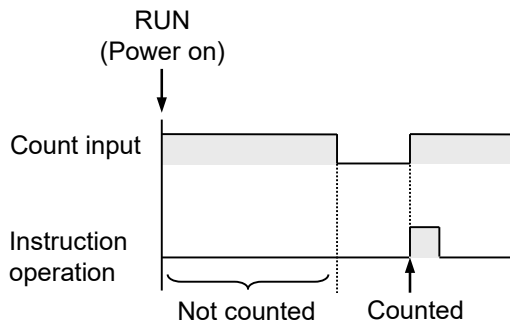 RUN
(Power on)
Count input
Instruction
operation
Not counted
Counted